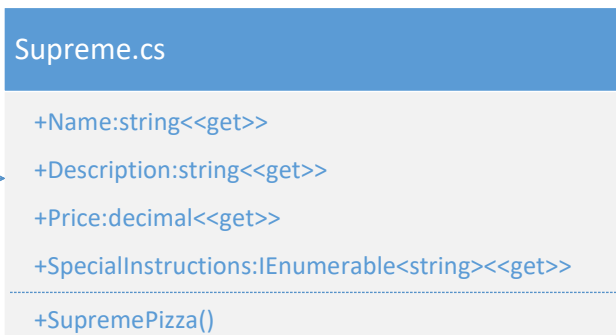 Supreme.cs
+Name:string<<get>>
+Description:string<<get>>
+Price:decimal<<get>>
+SpecialInstructions:IEnumerable<string><<get>>
+SupremePizza()